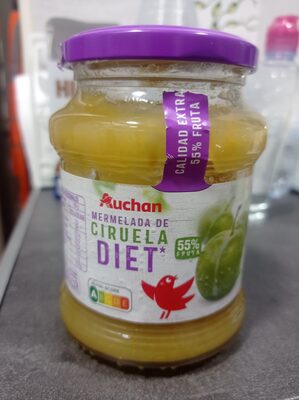 CALIDAD EXTRA
55% FRUTA
Auchan
MERMELADA DE
CIRUELA
DIET*
55%
FRUTA
A B C D E